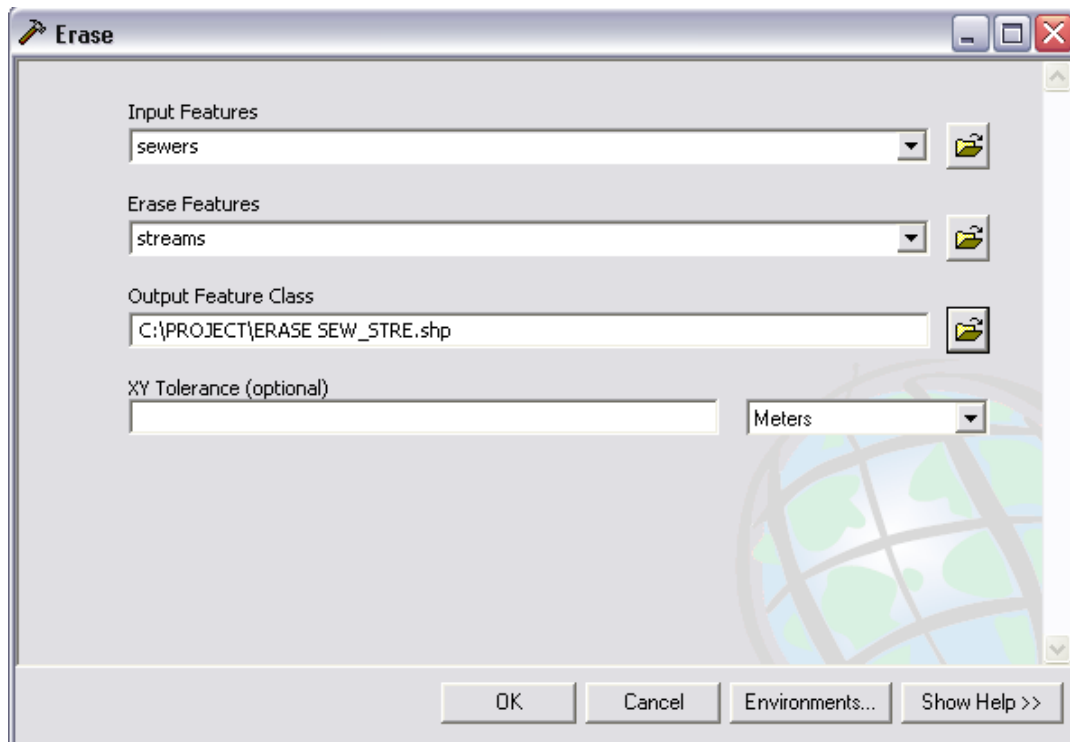 Erase
Input Features
sewers
Erase Features
streams
Output Feature Class
C:\PROJECT\ERASE SEW_STRE.shp
XY Tolerance (optional)
Meters
OK Cancel Environments... Show Help >>